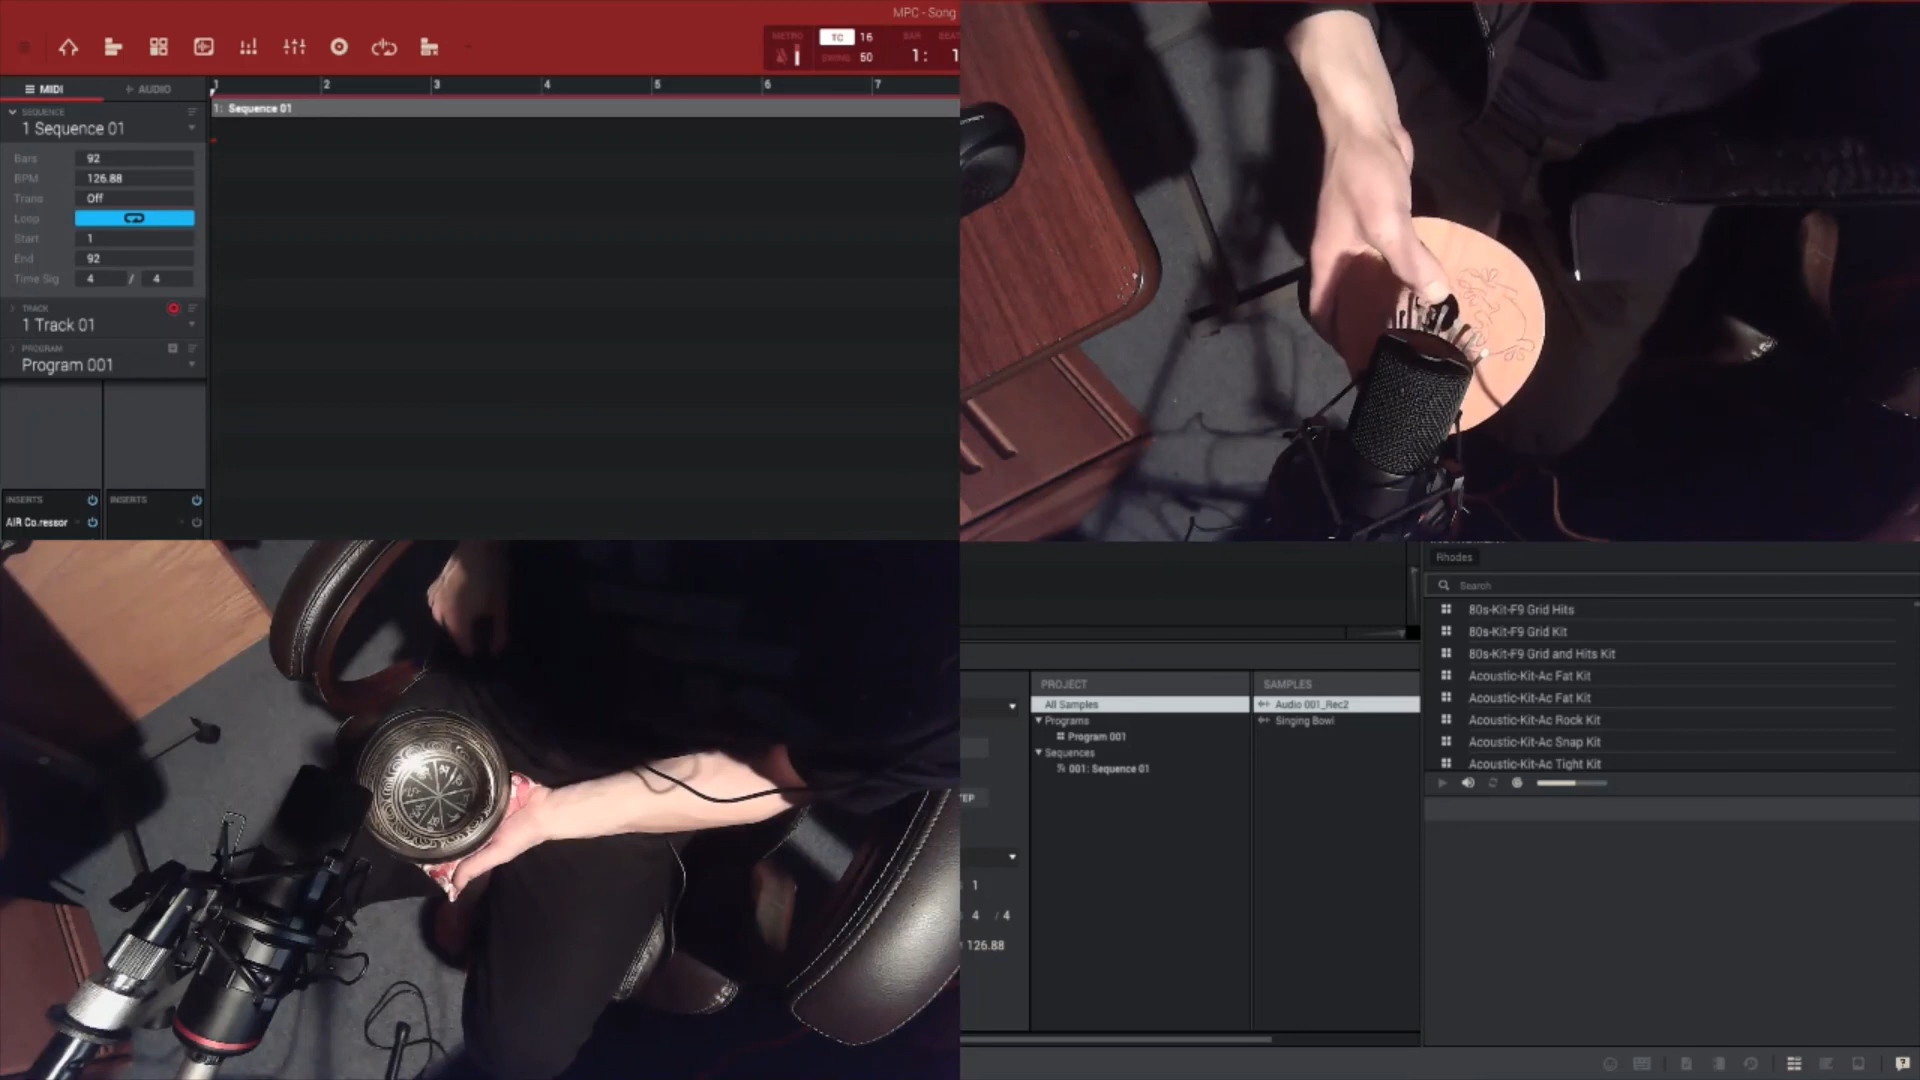 MPC - Song
METRO
TC 16
BAR
SWING 50
1: 1
MIDI
AUDIO
1 2 3 4 5 6 7
SEQUENCE
1 Sequence 01
1: Sequence 01
Bars 92
BPM 126.88
Trans Off
Loop
Start 1
End 92
Time Sig 4 / 4
TRACK
1 Track 01
PROGRAM
Program 001
INSERTS INSERTS
AIR Co.ressor
Rhodes
Search
80s-Kit-F9 Grid Hits
80s-Kit-F9 Grid Kit
80s-Kit-F9 Grid and Hits Kit
Acoustic-Kit-Ac Fat Kit
Acoustic-Kit-Ac Fat Kit
Acoustic-Kit-Ac Rock Kit
Acoustic-Kit-Ac Snap Kit
Acoustic-Kit-Ac Tight Kit
PROJECT
All Samples
Programs
Program 001
Sequences
001: Sequence 01
SAMPLES
Audio 001_Rec2
Singing Bowl
1
4 / 4
126.88